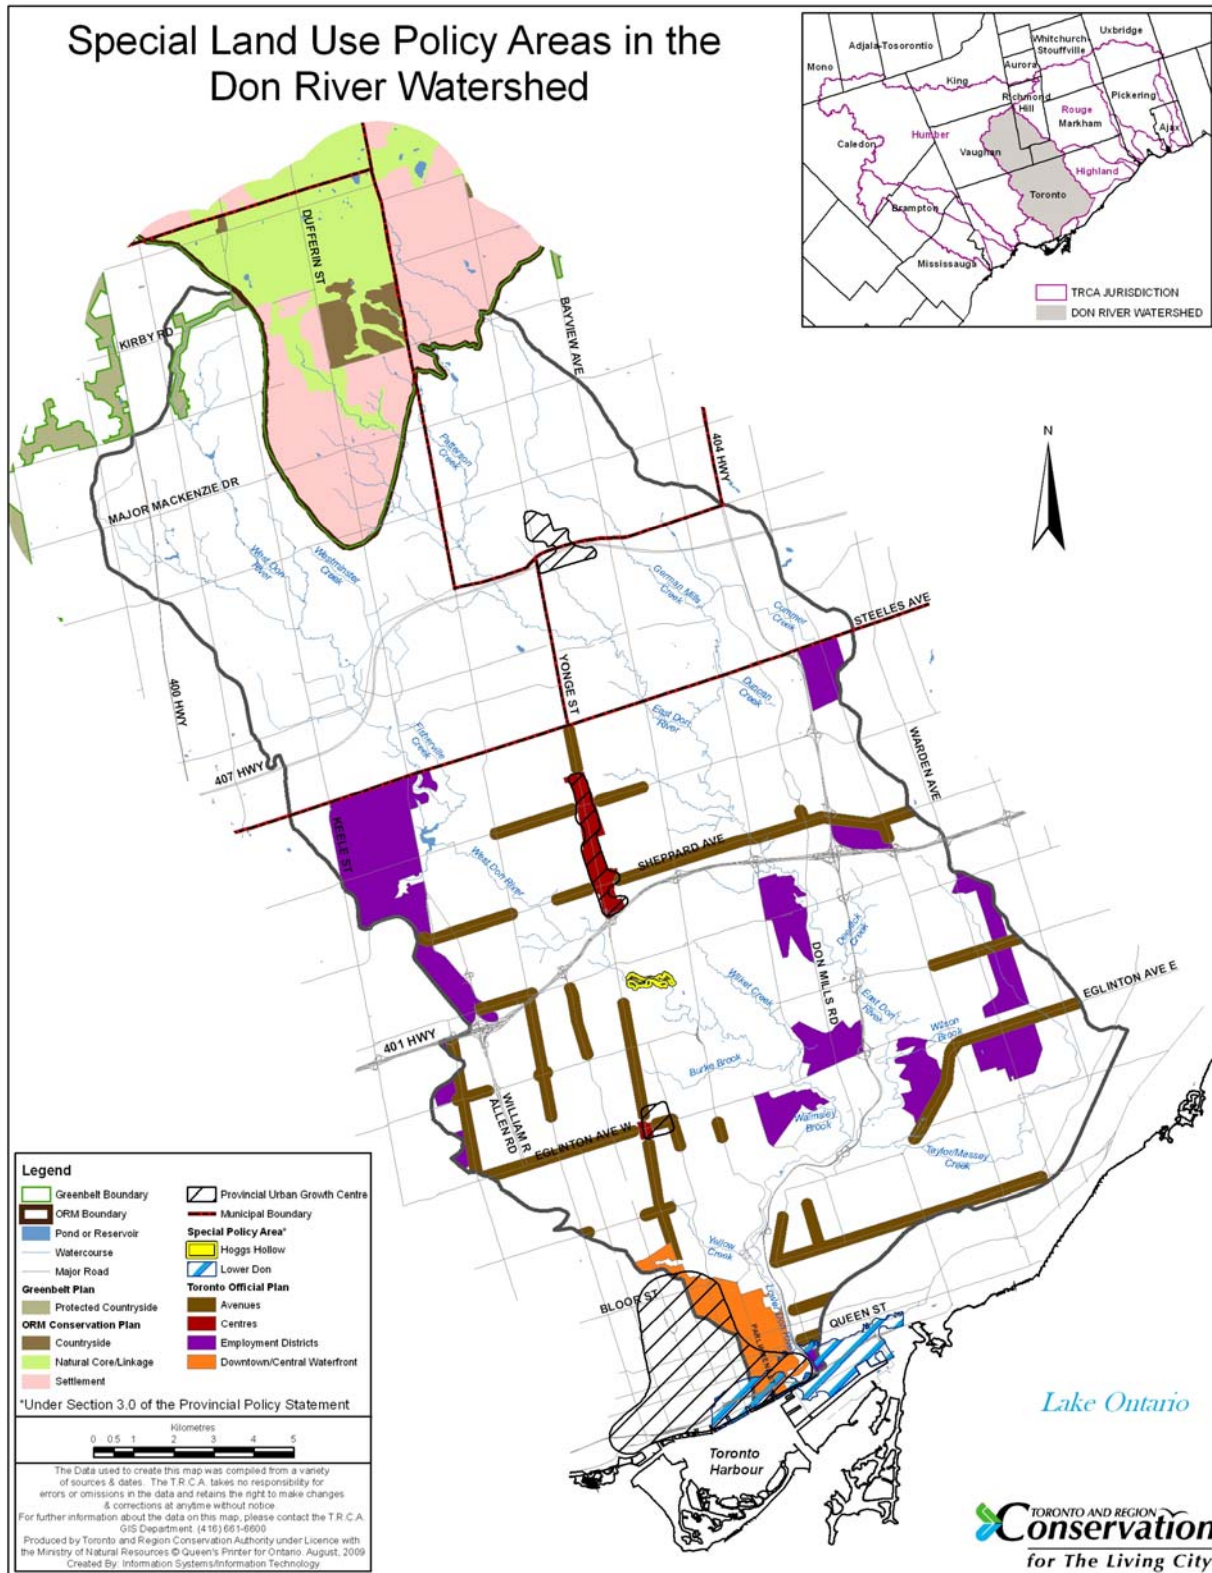 Special Land Use Policy Areas in the
Don River Watershed
Adjala-Tosorontio
Mono
Whitchurch-
Stouffville
Uxbridge
Aurora
King
Richmond
Hill
Pickering
Rouge
Markham
Ajax
Humber
Caledon
Vaughan
Highland
Toronto
Brampton
Mississauga
TRCA JURISDICTION
DON RIVER WATERSHED
DUFFERIN ST
BAYVIEW AVE
KIRBY RD
Patterson
Creek
404 HWY
N
MAJOR MACKENZIE DR
West Don
River
Westminster
Creek
German Mills
Creek
Cummer
Creek
STEELES AVE
YONGE ST
Duncan
Creek
East Don
River
400 HWY
Fisherville
Creek
407 HWY
WARDEN AVE
KEELE ST
SHEPPARD AVE
West Don River
DON MILLS RD
Deerlick
Creek
Wilket Creek
East Don
River
EGLINTON AVE E
Wilson
Brook
401 HWY
Burke Brook
WILLIAM R
ALLEN RD
EGLINTON AVE W
Walmsley
Brook
Taylor/Massey
Creek
Yellow
Creek
Lower Don River
BLOOR ST
QUEEN ST
PARLIAMENT ST
Lake Ontario
Toronto
Harbour
Legend
Greenbelt Boundary
ORM Boundary
Pond or Reservoir
Watercourse
Major Road
Greenbelt Plan
Protected Countryside
ORM Conservation Plan
Countryside
Natural Core/Linkage
Settlement
Provincial Urban Growth Centre
Municipal Boundary
Special Policy Area*
Hoggs Hollow
Lower Don
Toronto Official Plan
Avenues
Centres
Employment Districts
Downtown/Central Waterfront
*Under Section 3.0 of the Provincial Policy Statement
Kilometres
0 0.5 1 2 3 4 5
The Data used to create this map was compiled from a variety
of sources & dates. The T.R.C.A. takes no responsibility for
errors or omissions in the data and retains the right to make changes
& corrections at anytime without notice.
For further information about the data on this map, please contact the T.R.C.A.
GIS Department. (416) 661-6600
Produced by Toronto and Region Conservation Authority under Licence with
the Ministry of Natural Resources © Queen's Printer for Ontario. August, 2009
Created By: Information Systems/Information Technology
TORONTO AND REGION
Conservation
for The Living City